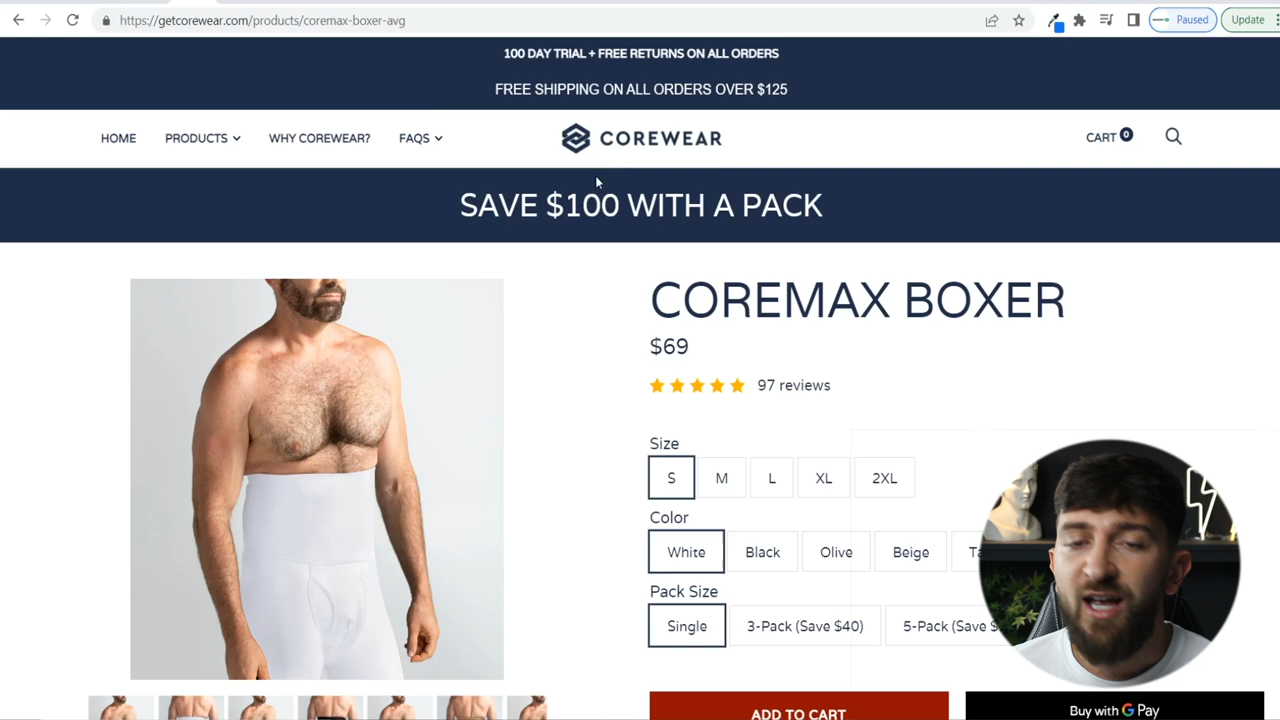 https://getcorewear.com/products/coremax-boxer-avg
Paused
Update
100 DAY TRIAL + FREE RETURNS ON ALL ORDERS
FREE SHIPPING ON ALL ORDERS OVER $125
HOME PRODUCTS WHY COREWEAR? FAQS
COREWEAR
CART 0
SAVE $100 WITH A PACK
COREMAX BOXER
$69
97 reviews
Size
S M L XL 2XL
Color
White Black Olive Beige
Pack Size
Single 3-Pack (Save $40) 5-Pack (Save
ADD TO CART
Buy with G Pay